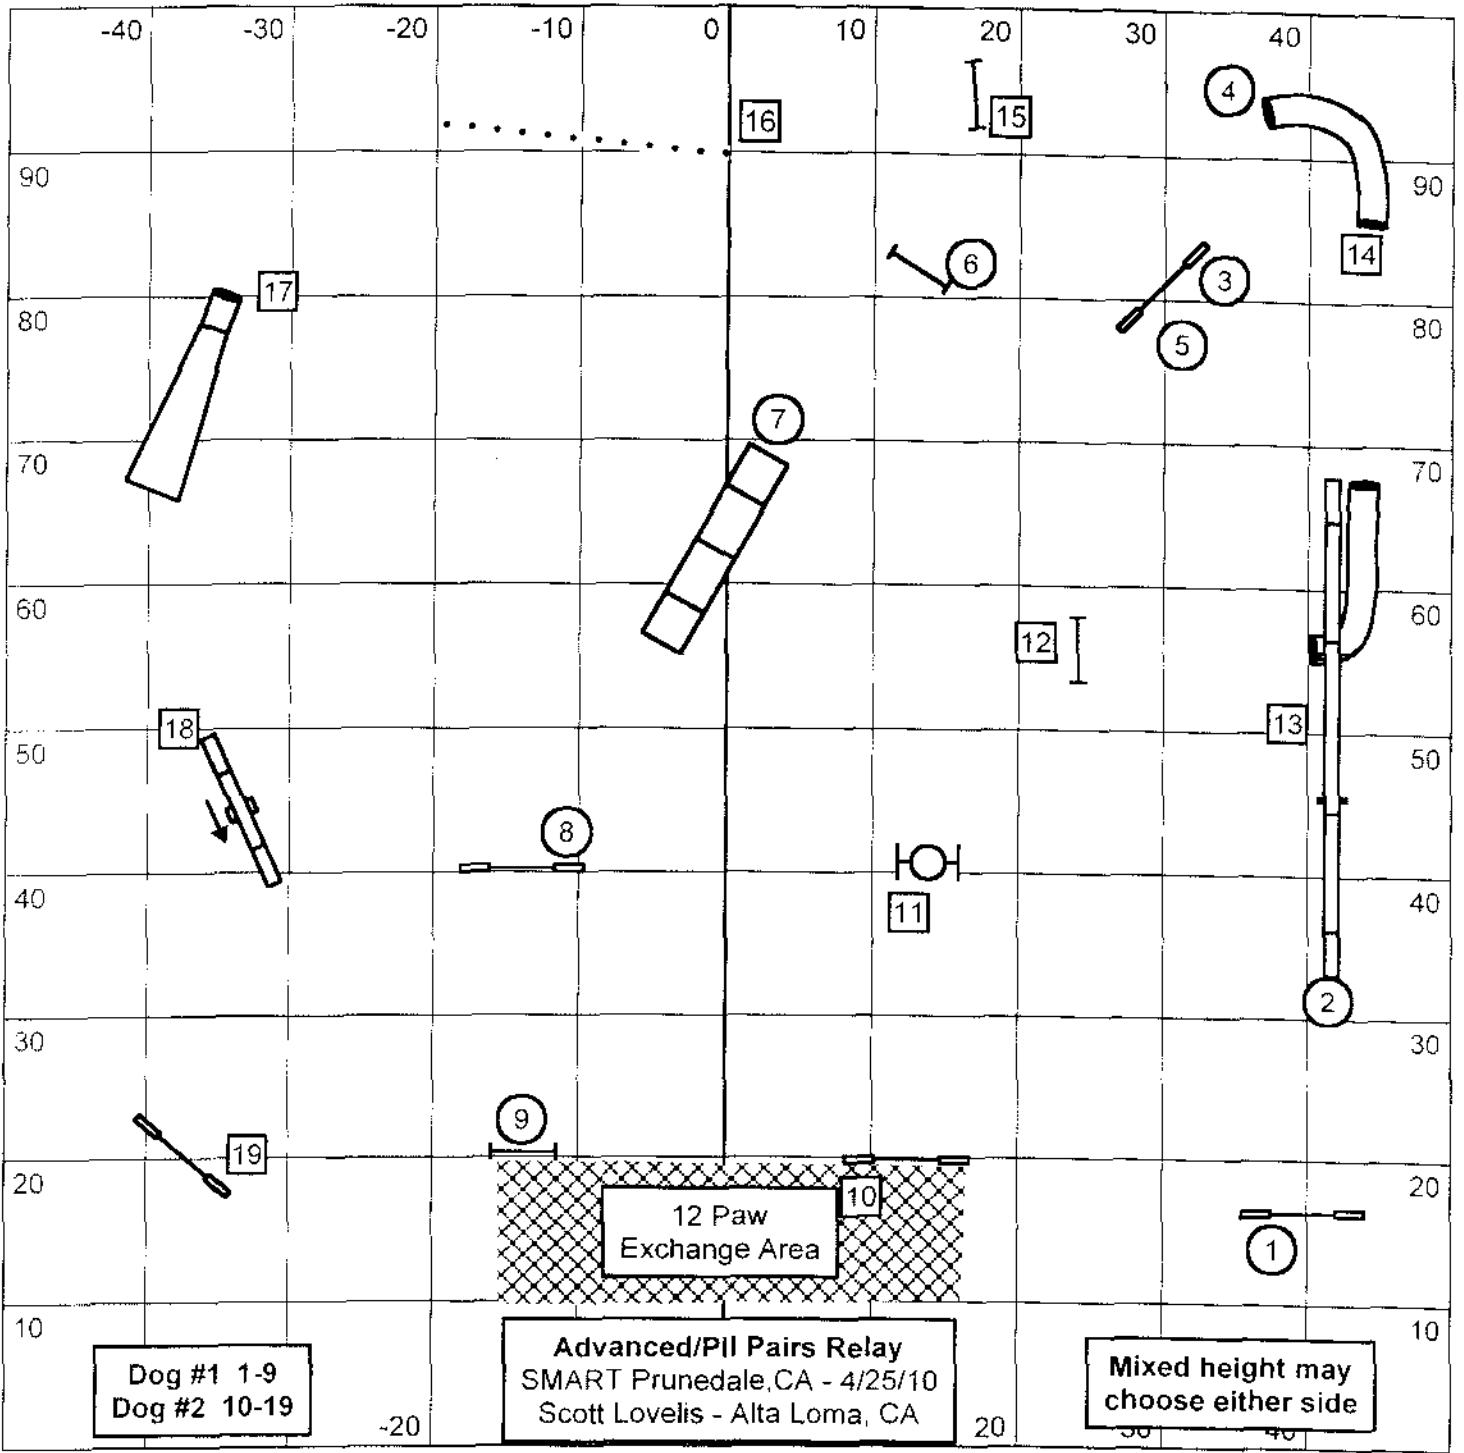 -40 -30 -20 -10 0 10 20 30 40
4
16 15
90 90
6 14
17 3
80 80
5
7
70 70
60 60
12
18 13
50 50
8
11
40 40
2
30 30
9
19
20 10 20
12 Paw
Exchange Area
1
10 10
Dog #1 1-9
Dog #2 10-19
Advanced/PII Pairs Relay
SMART Prunedale,CA - 4/25/10
Scott Lovelis - Alta Loma, CA
Mixed height may
choose either side
-20 20